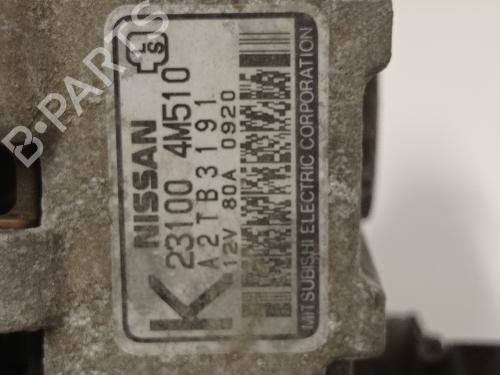 L
S
K
NISSAN
23100 4M510
A2TB3191
12V 80A 0920
MITSUBISHI ELECTRIC CORPORATION
B-PARTS